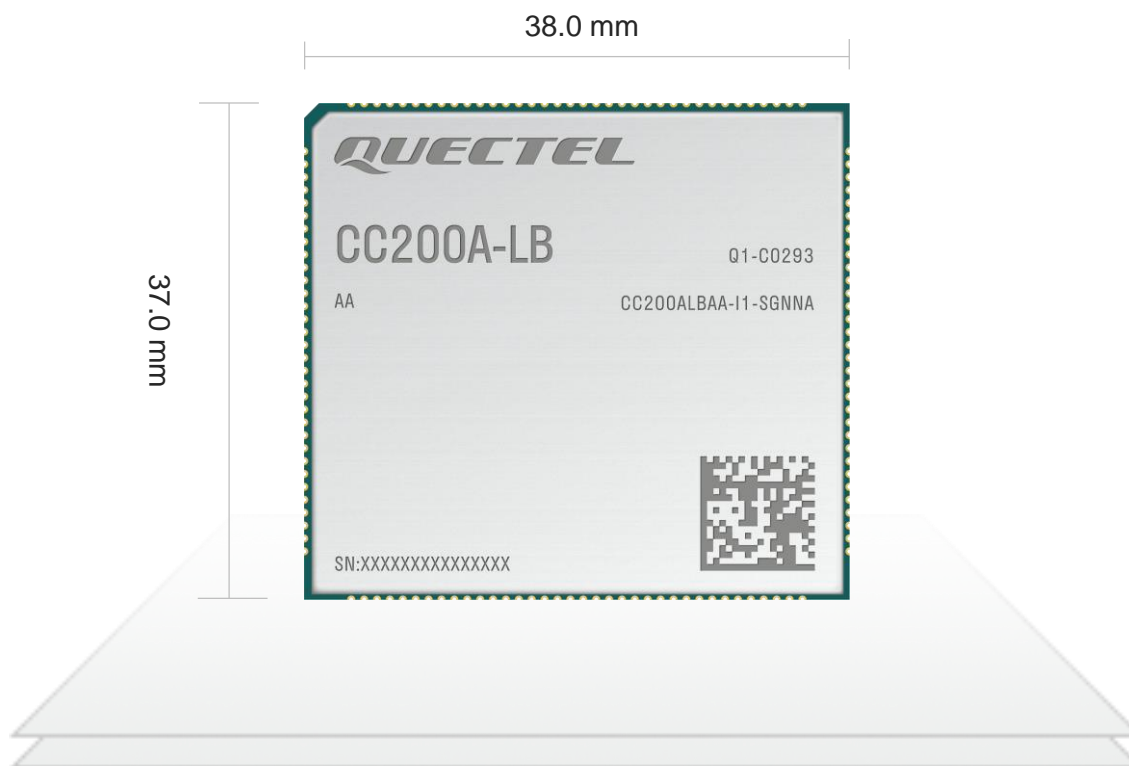 38.0 mm
37.0 mm
QUECTEL
CC200A-LB
Q1-C0293
AA
CC200ALBAA-I1-SGNNA
SN:XXXXXXXXXXXXXXX